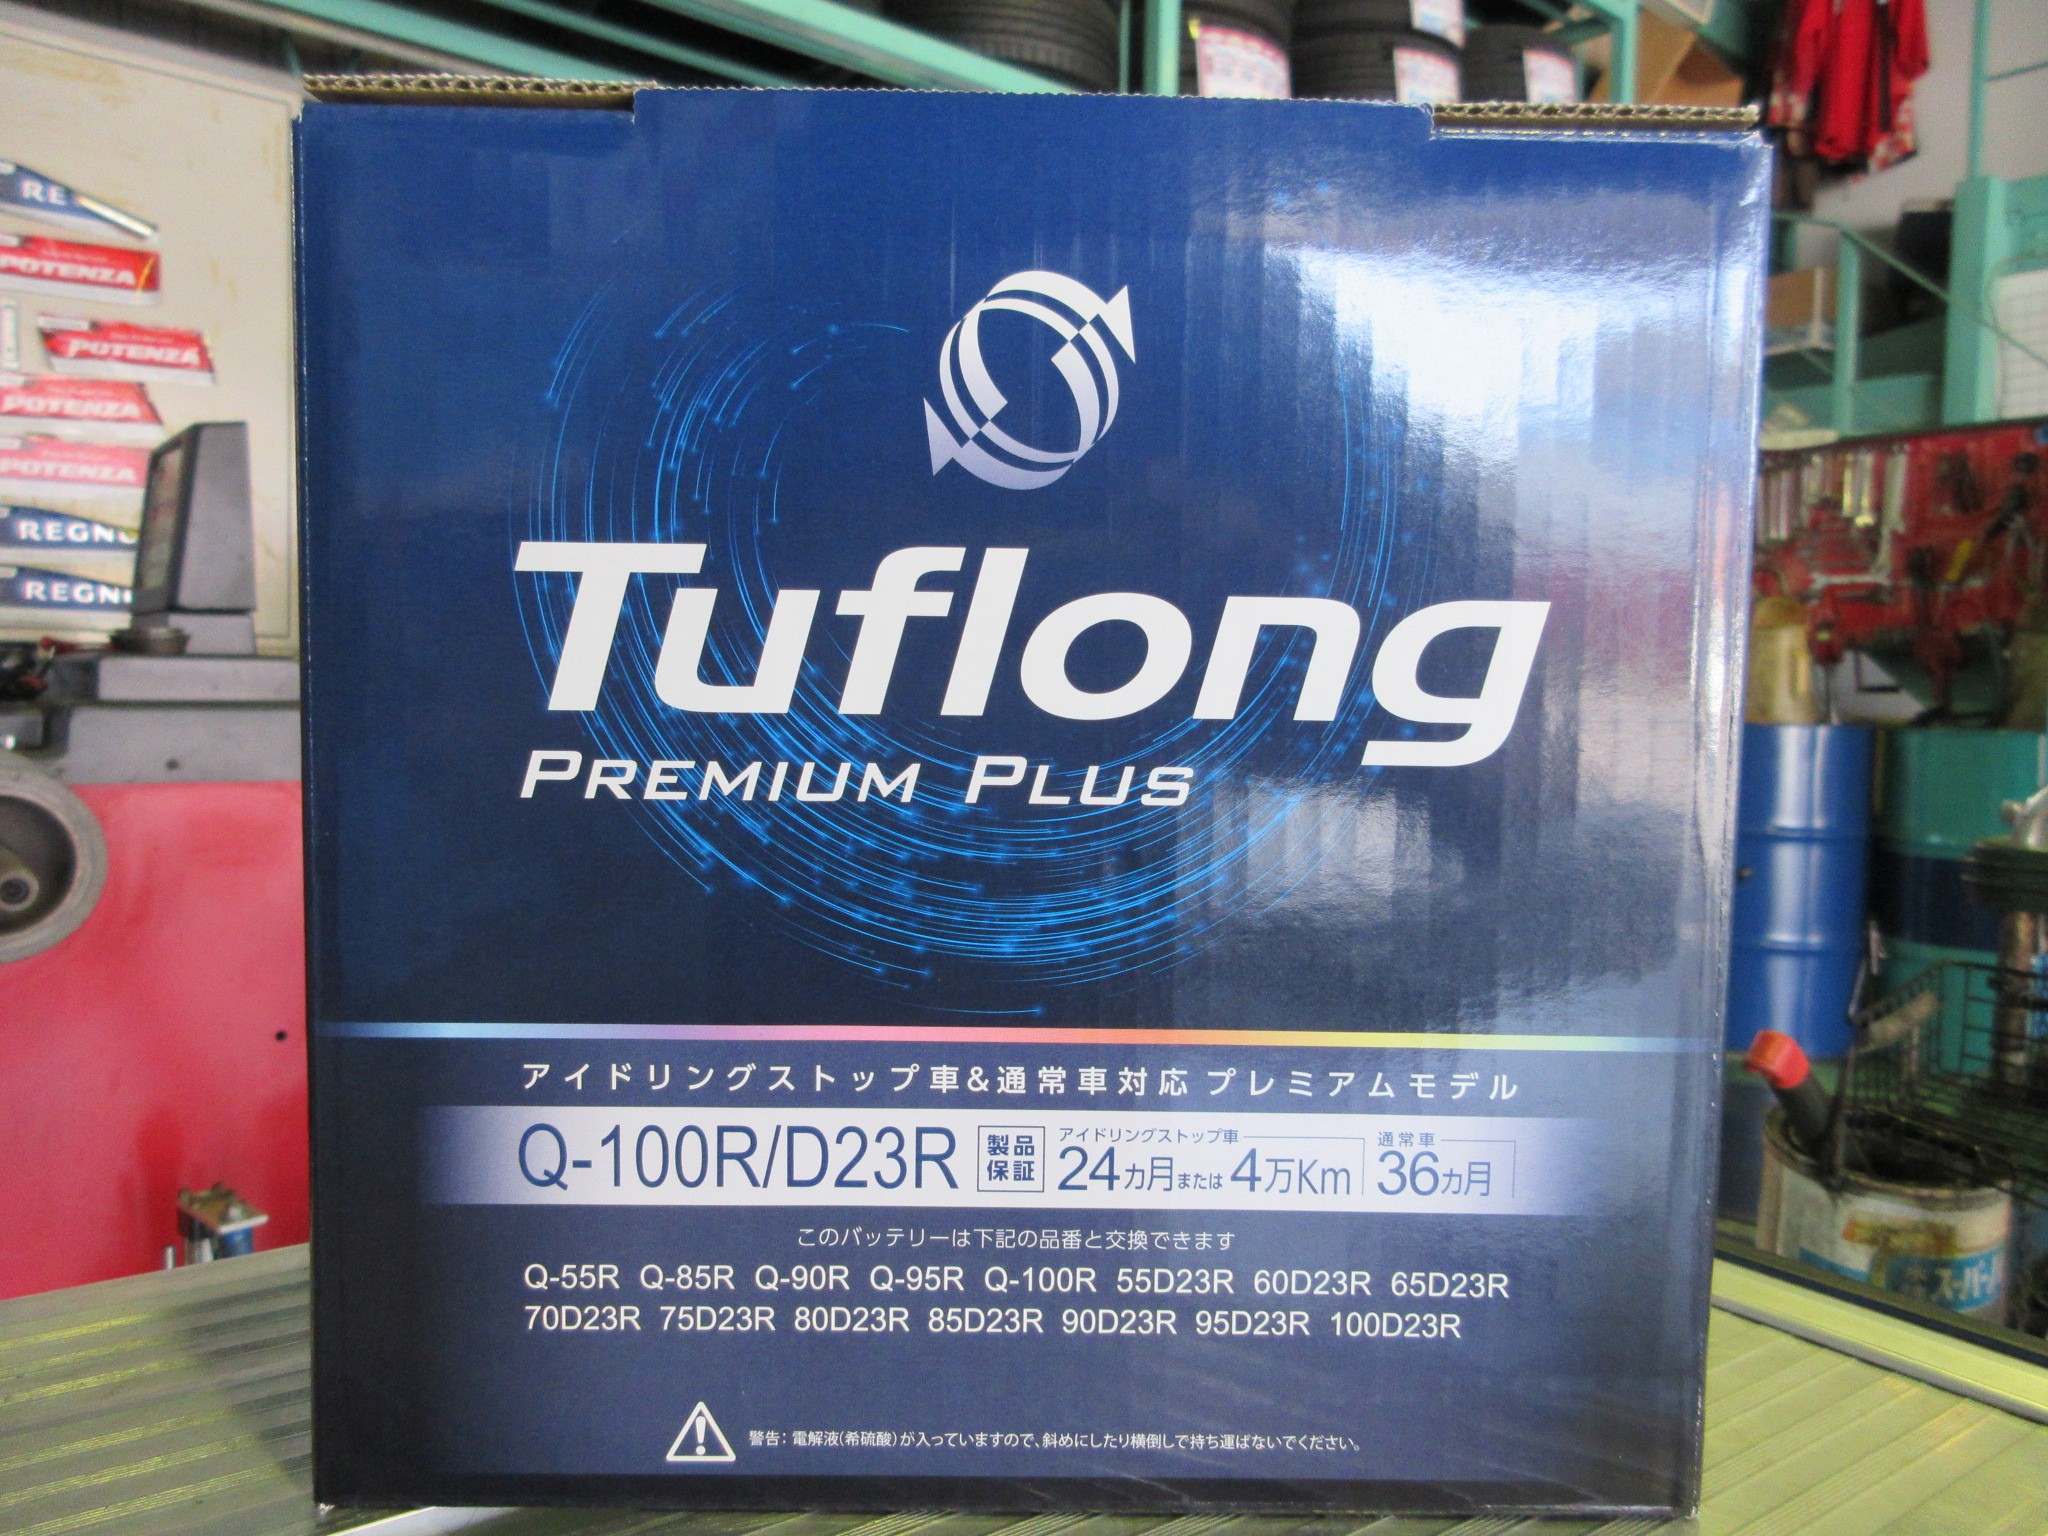 Tuflong
PREMIUM PLUS
アイドリングストップ車&通常車対応 プレミアムモデル
Q-100R/D23R 製品保証 アイドリングストップ車 24カ月または4万Km 通常車 36カ月
このバッテリーは下記の品番と交換できます
Q-55R Q-85R Q-90R Q-95R Q-100R 55D23R 60D23R 65D23R
70D23R 75D23R 80D23R 85D23R 90D23R 95D23R 100D23R
警告：電解液(希硫酸)が入っていますので、斜めにしたり横倒しで持ち運ばないでください。
POTENZA
POTENZA
POTENZA
POTENZA